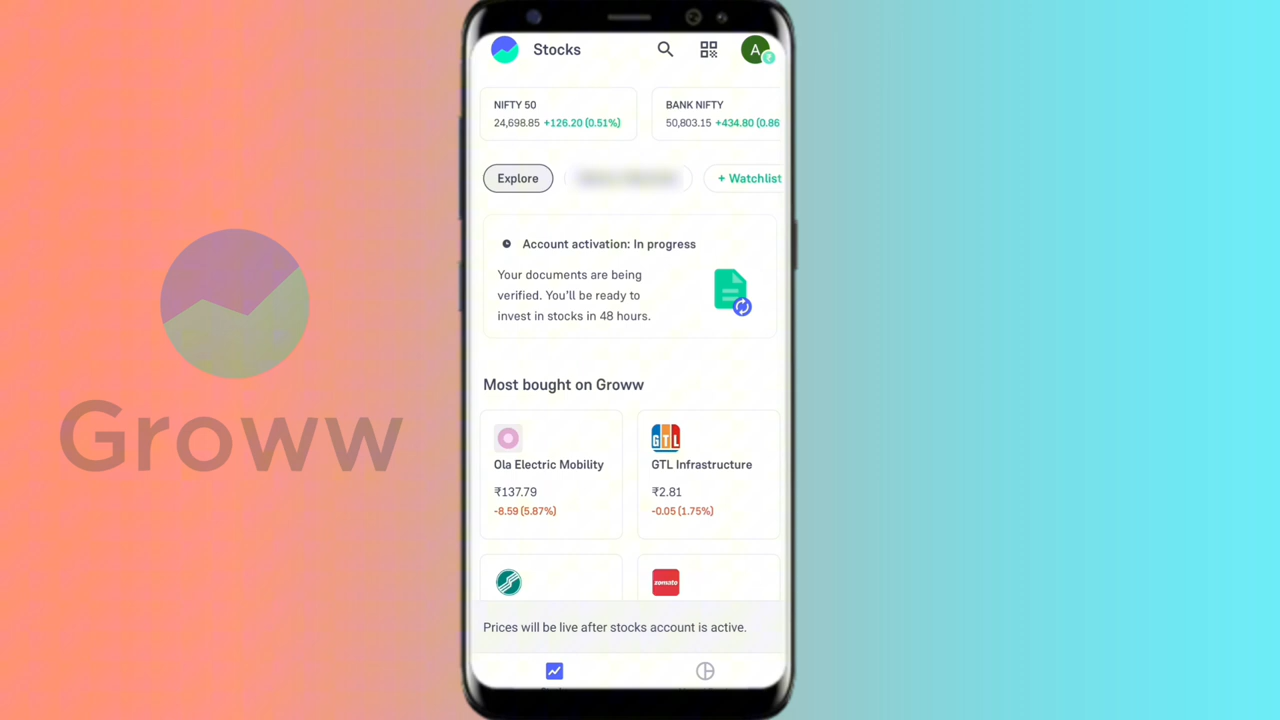 Stocks
A
₹
NIFTY 50
24,698.85 +126.20 (0.51%)
BANK NIFTY
50,803.15 +434.80 (0.86
Explore
+ Watchlist
Account activation: In progress
Your documents are being
verified. You'll be ready to
invest in stocks in 48 hours.
Most bought on Groww
Ola Electric Mobility
₹137.79
-8.59 (5.87%)
GTL
GTL Infrastructure
₹2.81
-0.05 (1.75%)
zomato
Prices will be live after stocks account is active.
Groww